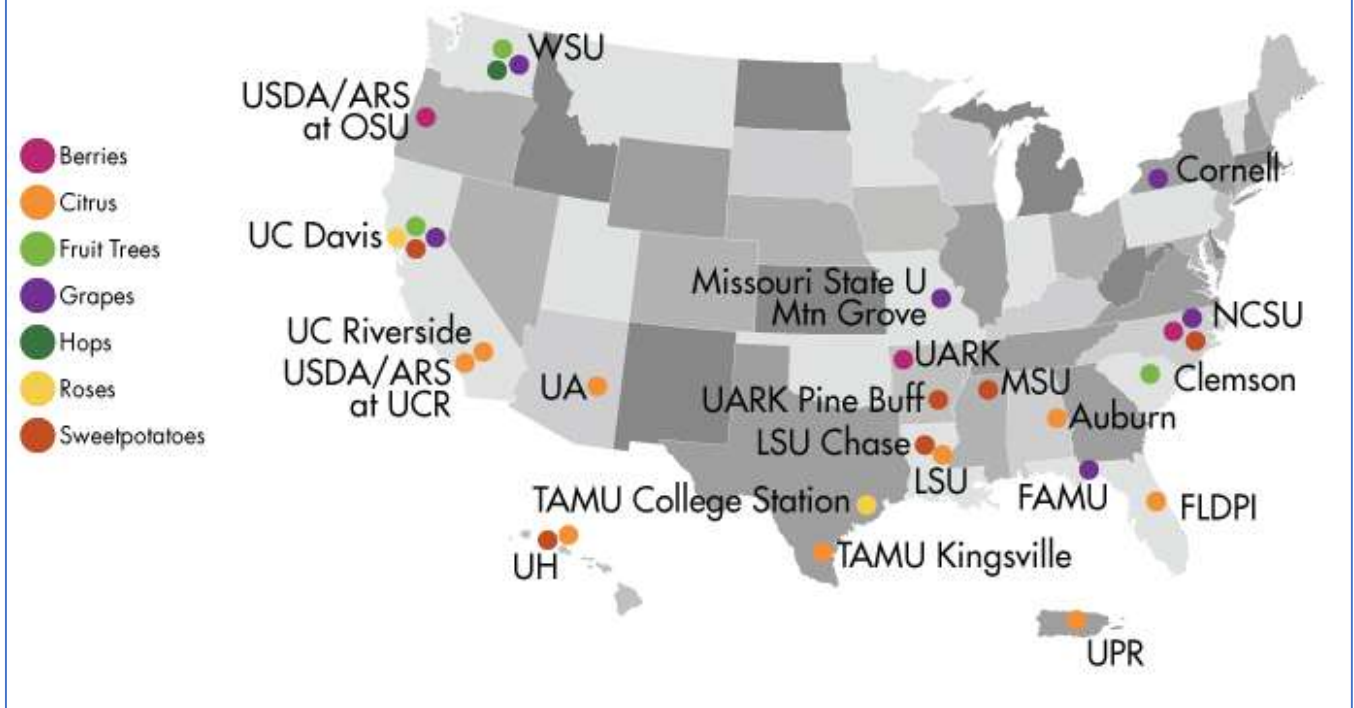 Berries
Citrus
Fruit Trees
Grapes
Hops
Roses
Sweetpotatoes
WSU
USDA/ARS
at OSU
Cornell
UC Davis
Missouri State U
Mtn Grove
NCSU
UC Riverside
USDA/ARS
at UCR
UA
UARK
MSU
Clemson
UARK Pine Buff
Auburn
LSU Chase
LSU
FAMU
FLDPI
TAMU College Station
UH
TAMU Kingsville
UPR